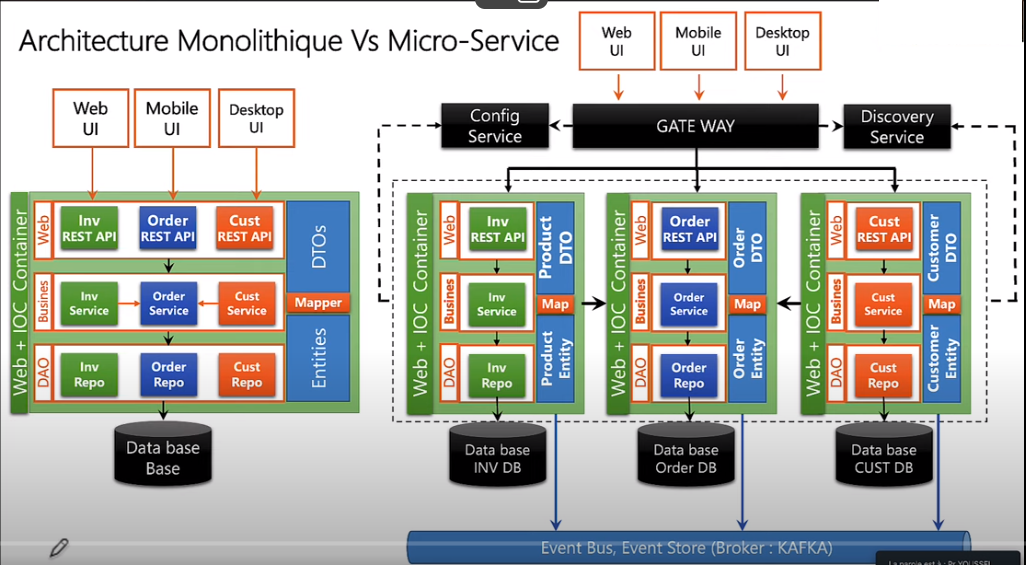 Architecture Monolithique Vs Micro-Service
Web
UI
Mobile
UI
Desktop
UI
Web + IOC Container
Web
Inv
REST API
Order
REST API
Cust
REST API
DTOs
Busines
Inv
Service
Order
Service
Cust
Service
Mapper
DAO
Inv
Repo
Order
Repo
Cust
Repo
Entities
Data base
Base
Web
UI
Mobile
UI
Desktop
UI
Config
Service
GATE WAY
Discovery
Service
Web + IOC Container
Web
Inv
REST API
Product
DTO
Busines
Inv
Service
Map
DAO
Inv
Repo
Product
Entity
Data base
INV DB
Web + IOC Container
Web
Order
REST API
Order
DTO
Busines
Order
Service
Map
DAO
Order
Repo
Order
Entity
Data base
Order DB
Web + IOC Container
Web
Cust
REST API
Customer
DTO
Busines
Cust
Service
Map
DAO
Cust
Repo
Customer
Entity
Data base
CUST DB
Event Bus, Event Store (Broker : KAFKA)
La parole est à : Pr YOUSSEF